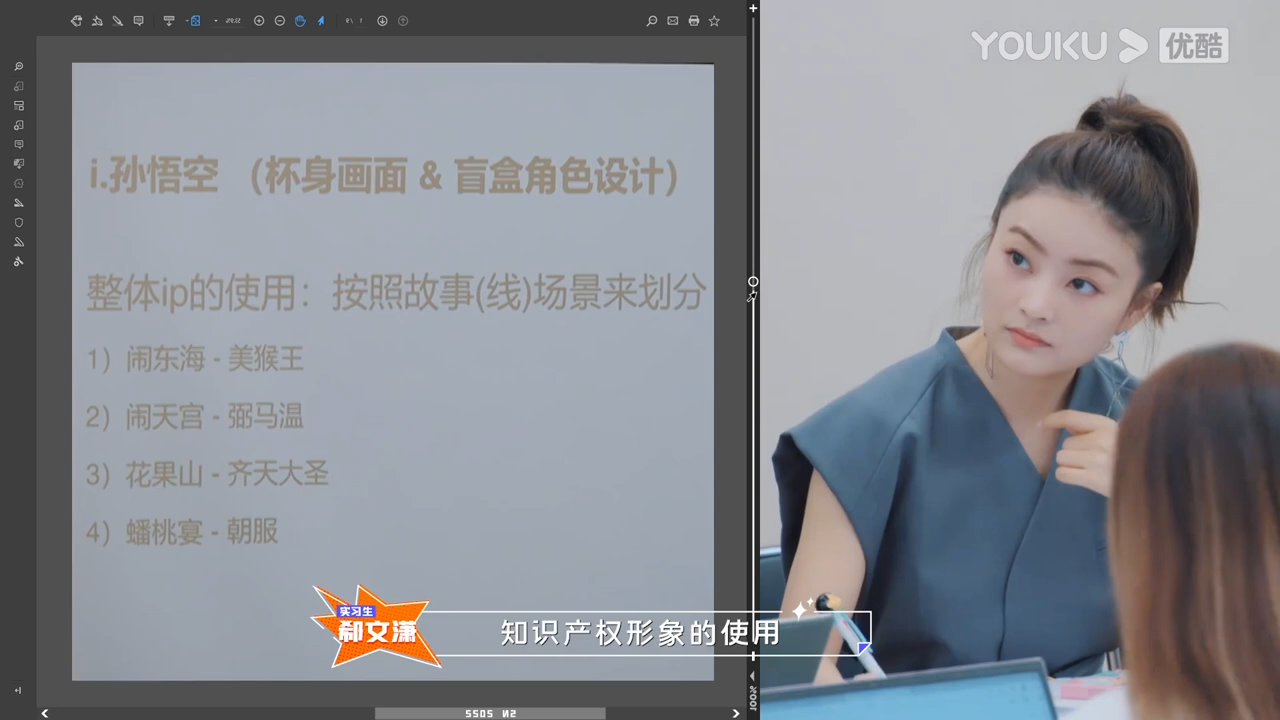 YOUKU 优酷
i.孙悟空 （杯身画面 & 盲盒角色设计）
整体ip的使用：按照故事(线)场景来划分
1）闹东海 - 美猴王
2）闹天宫 - 弼马温
3）花果山 - 齐天大圣
4）蟠桃宴 - 朝服
实习生
郗文潇
知识产权形象的使用